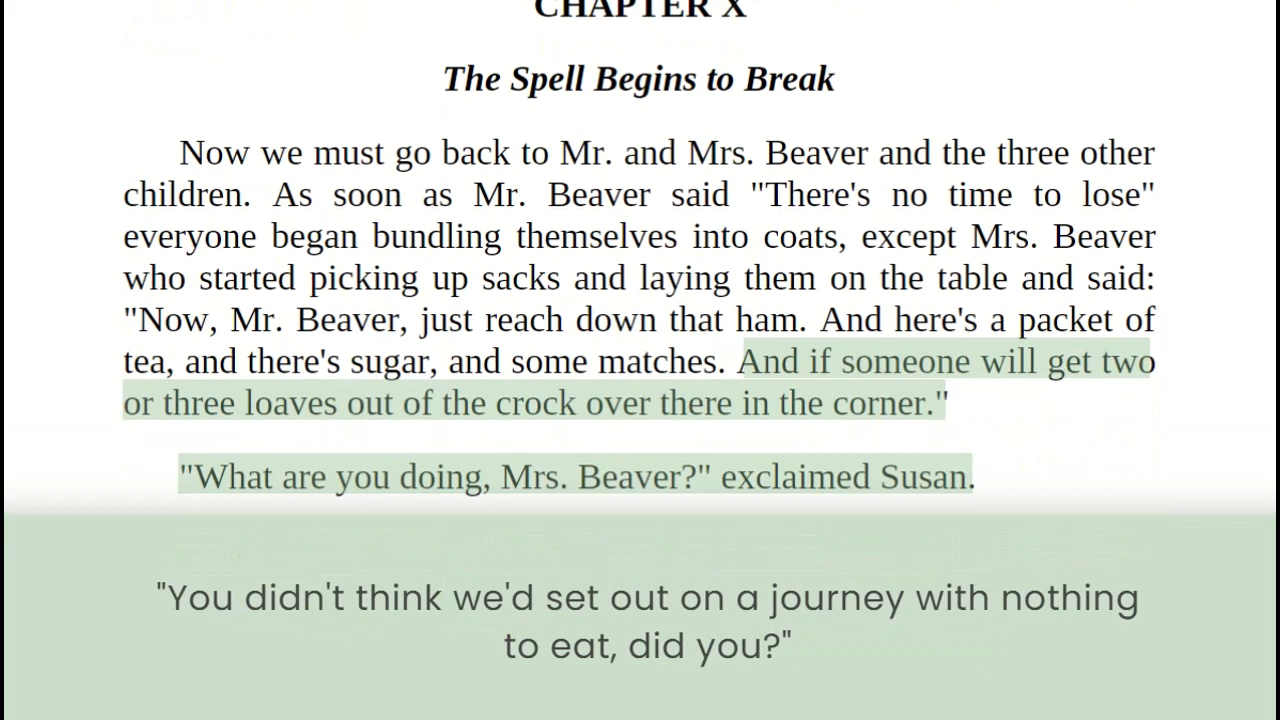 CHAPTER X
The Spell Begins to Break
Now we must go back to Mr. and Mrs. Beaver and the three other
children. As soon as Mr. Beaver said "There's no time to lose"
everyone began bundling themselves into coats, except Mrs. Beaver
who started picking up sacks and laying them on the table and said:
"Now, Mr. Beaver, just reach down that ham. And here's a packet of
tea, and there's sugar, and some matches. And if someone will get two
or three loaves out of the crock over there in the corner."
"What are you doing, Mrs. Beaver?" exclaimed Susan.
"You didn't think we'd set out on a journey with nothing
to eat, did you?"